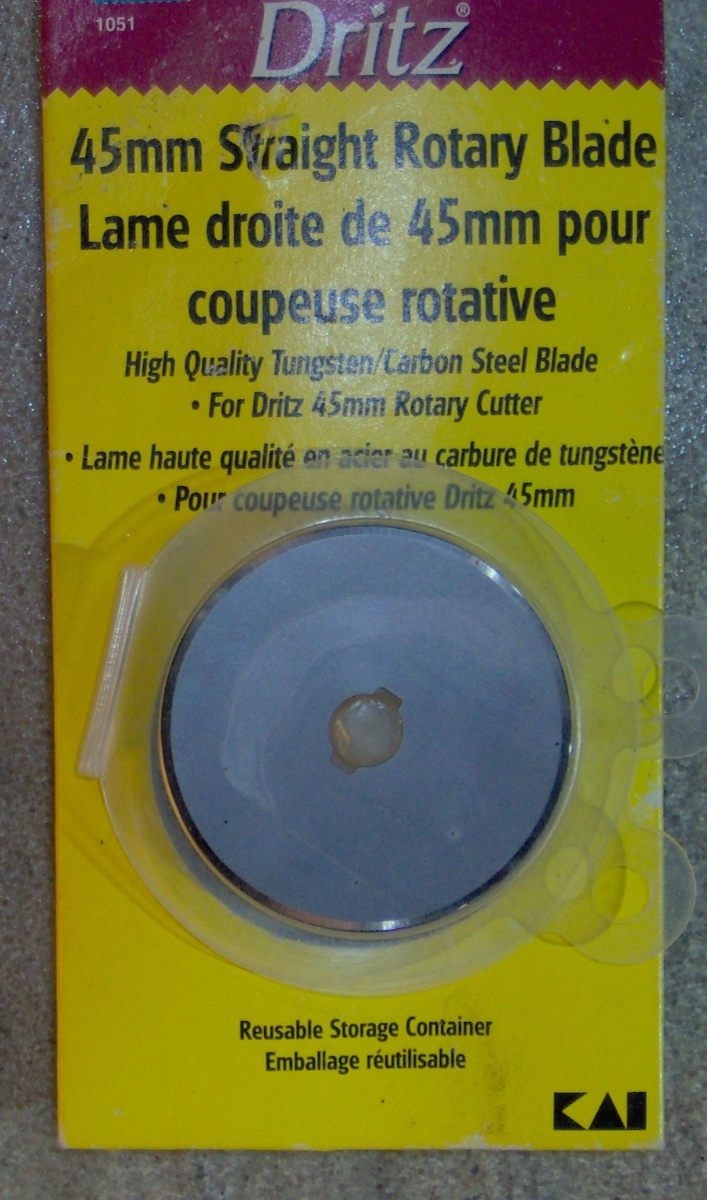 1051
Dritz®
45mm Straight Rotary Blade
Lame droite de 45mm pour
coupeuse rotative
High Quality Tungsten/Carbon Steel Blade
• For Dritz 45mm Rotary Cutter
• Lame haute qualité en acier au carbure de tungstène
• Pour coupeuse rotative Dritz 45mm
Reusable Storage Container
Emballage réutilisable
KAI